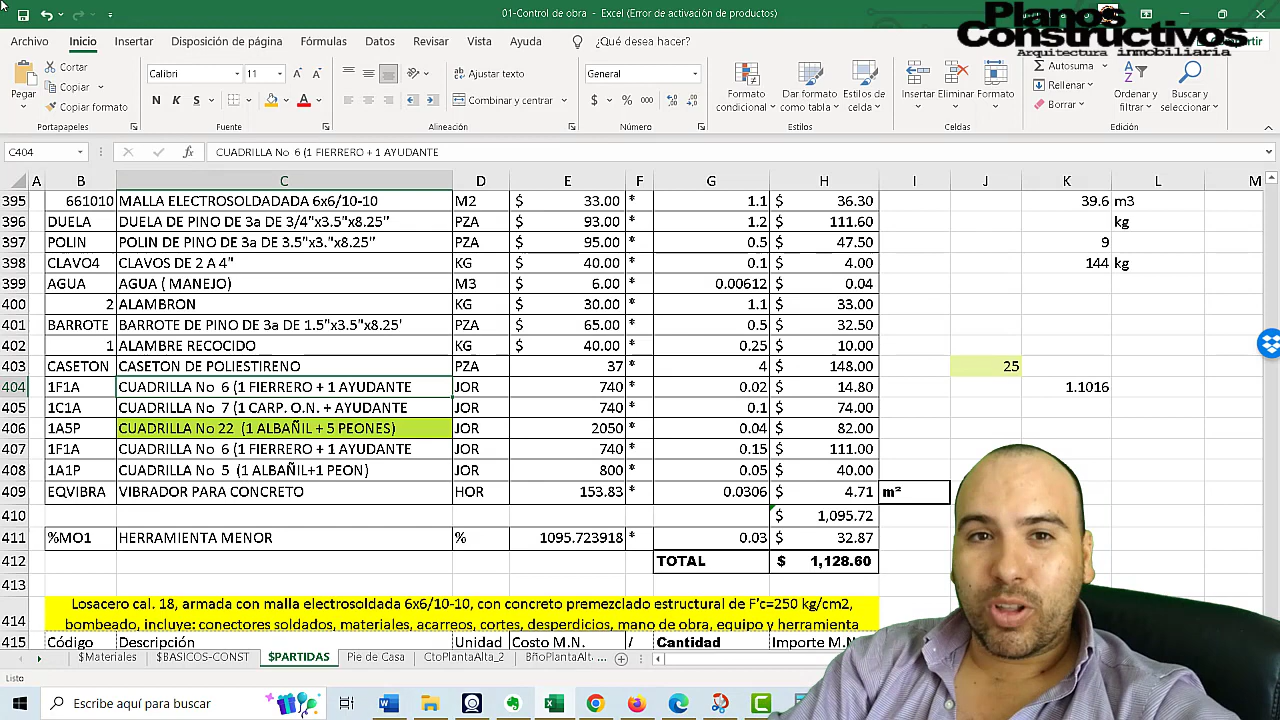 01-Control de obra - Excel (Error de activación de productos)
Planos
Constructivos
Arquitectura inmobiliaria
Archivo Inicio Insertar Disposición de página Fórmulas Datos Revisar Vista Ayuda ¿Qué desea hacer?
Pegar
Cortar
Copiar
Copiar formato
Portapapeles
Calibri 11
N K S
Fuente
Ajustar texto
Combinar y centrar
Alineación
General
$ % 000
Número
Formato condicional
Dar formato como tabla
Estilos de celda
Estilos
Insertar Eliminar Formato
Celdas
Autosuma
Rellenar
Borrar
Ordenar y filtrar
Buscar y seleccionar
Edición
C404 fx CUADRILLA No 6 (1 FIERRERO + 1 AYUDANTE
A B C D E F G H I J K L M
395 661010 MALLA ELECTROSOLDADADA 6x6/10-10 M2 $ 33.00 * 1.1 $ 36.30 39.6 m3
396 DUELA DUELA DE PINO DE 3a DE 3/4"x3.5"x8.25" PZA $ 93.00 * 1.2 $ 111.60 kg
397 POLIN POLIN DE PINO DE 3a DE 3.5"x3."x8.25" PZA $ 95.00 * 0.5 $ 47.50 9
398 CLAVO4 CLAVOS DE 2 A 4" KG $ 40.00 * 0.1 $ 4.00 144 kg
399 AGUA AGUA ( MANEJO) M3 $ 6.00 * 0.00612 $ 0.04
400 2 ALAMBRON KG $ 30.00 * 1.1 $ 33.00
401 BARROTE BARROTE DE PINO DE 3a DE 1.5"x3.5"x8.25' PZA $ 65.00 * 0.5 $ 32.50
402 1 ALAMBRE RECOCIDO KG $ 40.00 * 0.25 $ 10.00
403 CASETON CASETON DE POLIESTIRENO PZA 37 * 4 $ 148.00 25
404 1F1A CUADRILLA No 6 (1 FIERRERO + 1 AYUDANTE JOR 740 * 0.02 $ 14.80 1.1016
405 1C1A CUADRILLA No 7 (1 CARP. O.N. + AYUDANTE JOR 740 * 0.1 $ 74.00
406 1A5P CUADRILLA No 22 (1 ALBAÑIL + 5 PEONES) JOR 2050 * 0.04 $ 82.00
407 1F1A CUADRILLA No 6 (1 FIERRERO + 1 AYUDANTE JOR 740 * 0.15 $ 111.00
408 1A1P CUADRILLA No 5 (1 ALBAÑIL+1 PEON) JOR 800 * 0.05 $ 40.00
409 EQVIBRA VIBRADOR PARA CONCRETO HOR 153.83 * 0.0306 $ 4.71 m²
410 $ 1,095.72
411 %MO1 HERRAMIENTA MENOR % 1095.723918 * 0.03 $ 32.87
412 TOTAL $ 1,128.60
413
414 Losacero cal. 18, armada con malla electrosoldada 6x6/10-10, con concreto premezclado estructural de F'c=250 kg/cm2,
bombeado, incluye: conectores soldados, materiales, acarreos, cortes, desperdicios, mano de obra, equipo y herramienta
415 Código Descripción Unidad Costo M.N. / Cantidad Importe M.N.
$Materiales $BASICOS-CONST $PARTIDAS Pie de Casa CtoPlantaAlta_2 BñoPlantaAlt. ...
Listo
Escribe aquí para buscar